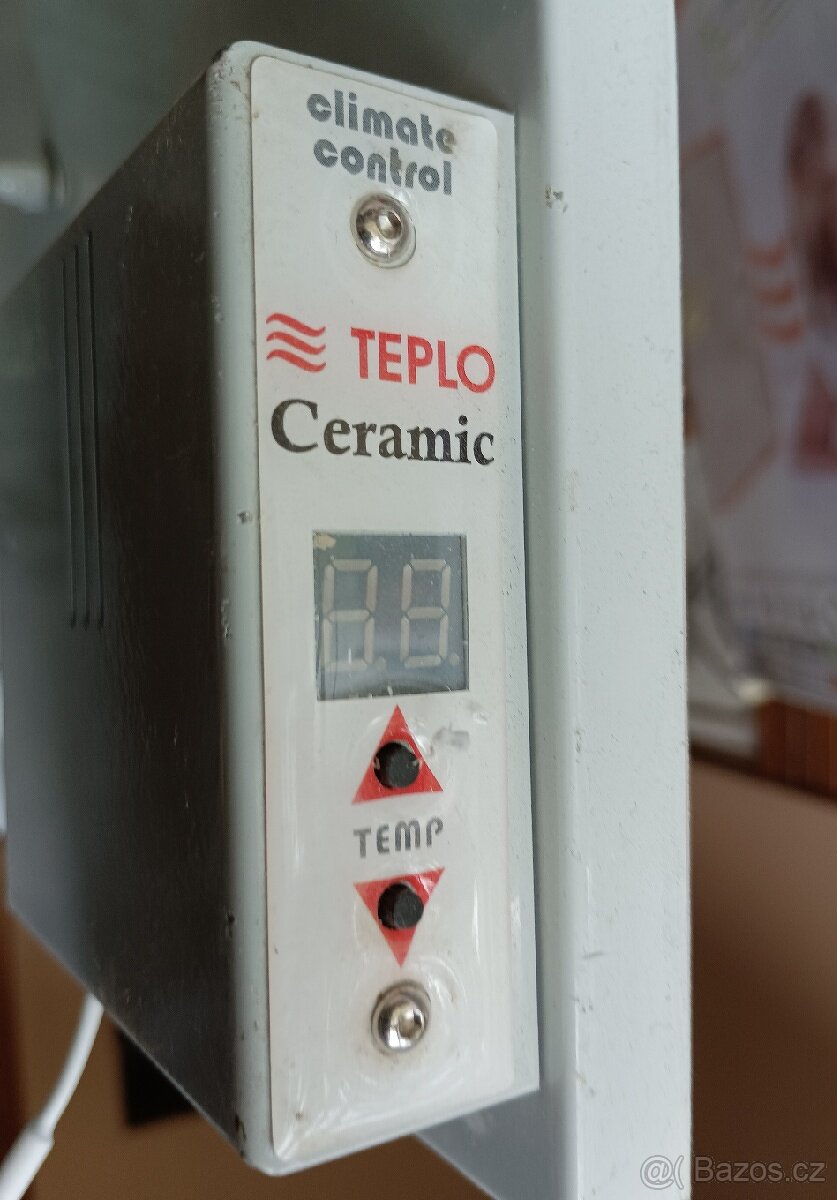 climate
control
TEPLO
Ceramic
TEMP
@( Bazos.cz